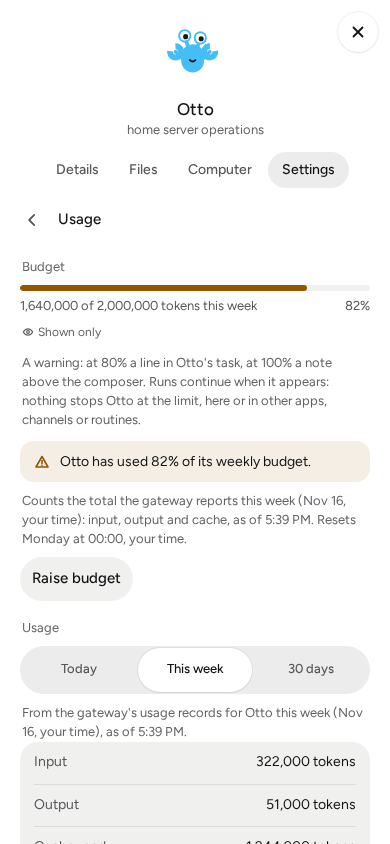 Otto
home server operations
Details Files Computer Settings
Usage
Budget
1,640,000 of 2,000,000 tokens this week 82%
Shown only
A warning: at 80% a line in Otto's task, at 100% a note
above the composer. Runs continue when it appears:
nothing stops Otto at the limit, here or in other apps,
channels or routines.
Otto has used 82% of its weekly budget.
Counts the total the gateway reports this week (Nov 16,
your time): input, output and cache, as of 5:39 PM. Resets
Monday at 00:00, your time.
Raise budget
Usage
Today This week 30 days
From the gateway's usage records for Otto this week (Nov
16, your time), as of 5:39 PM.
Input 322,000 tokens
Output 51,000 tokens